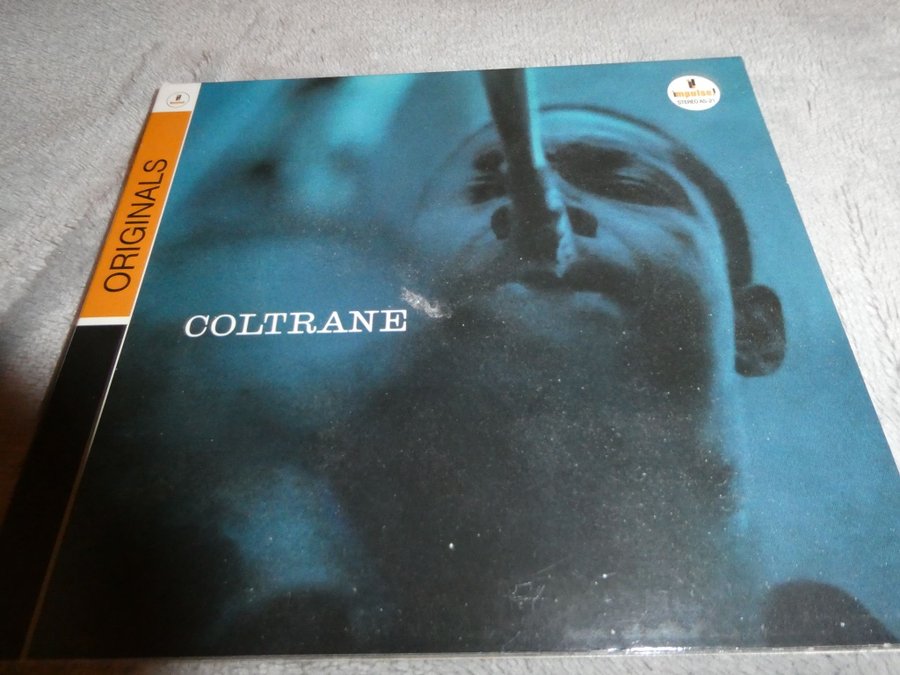 ORIGINALS
impulse!
STEREO AS-21
COLTRANE